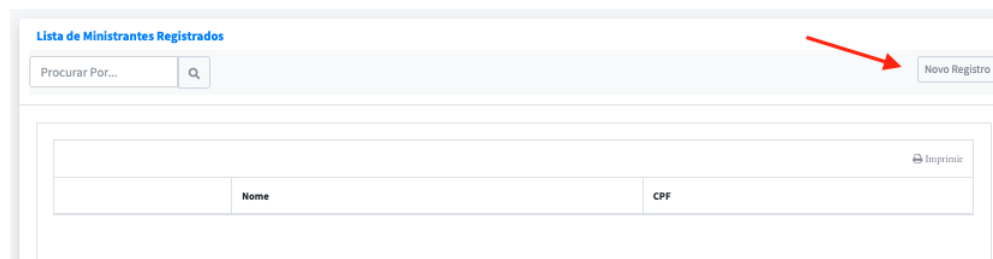 Lista de Ministrantes Registrados
Procurar Por...
Novo Registro
Imprimir
Nome CPF